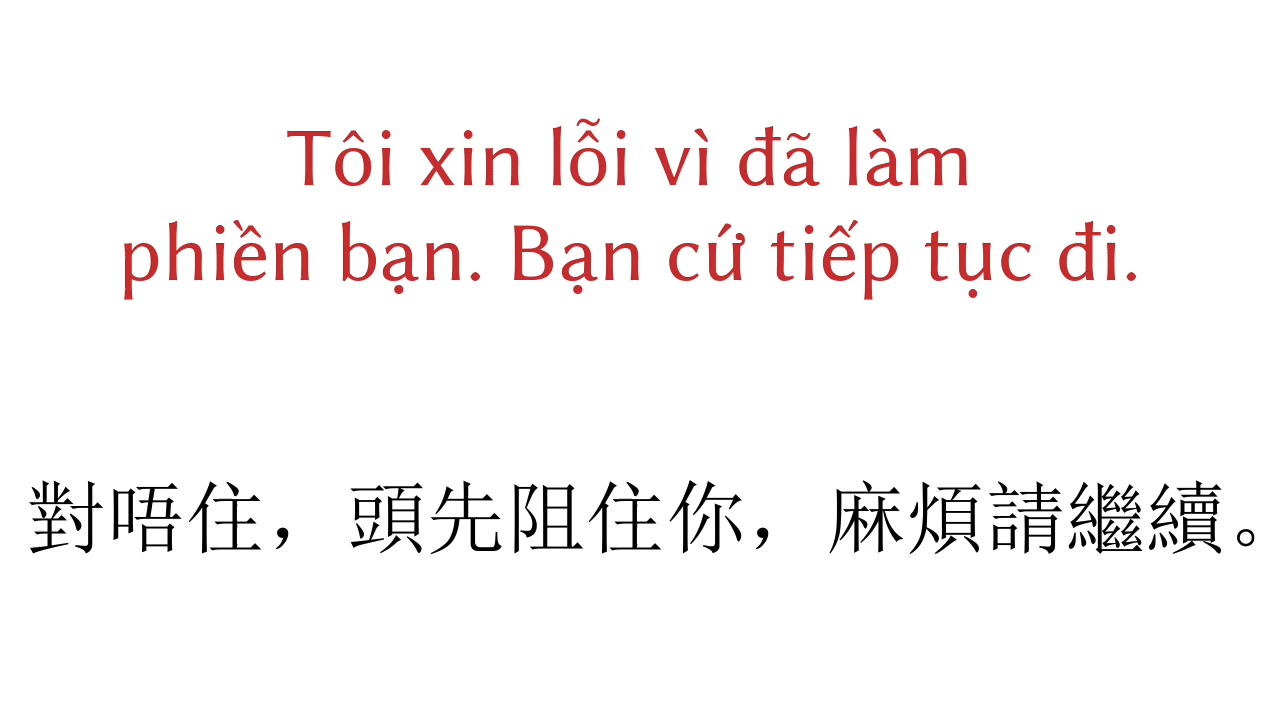 Tôi xin lỗi vì đã làm
phiền bạn. Bạn cứ tiếp tục đi.
對唔住，頭先阻住你，麻煩請繼續。